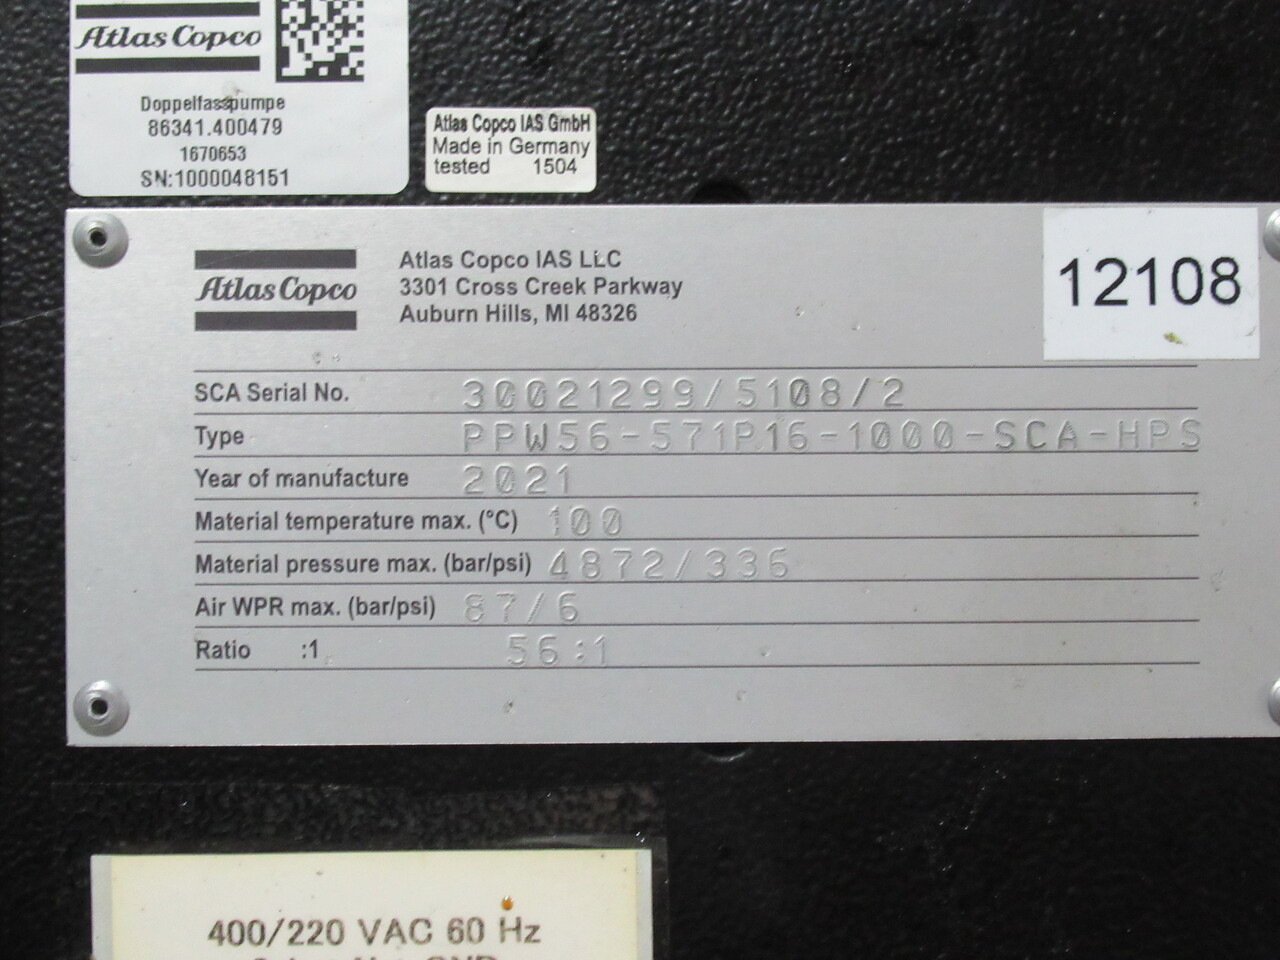 Atlas Copco
Doppelfasspumpe
86341.400479
1670653
SN:1000048151
Atlas Copco IAS GmbH
Made in Germany
tested 1504
Atlas Copco
Atlas Copco IAS LLC
3301 Cross Creek Parkway
Auburn Hills, MI 48326
12108
SCA Serial No. 30021299/5108/2
Type PPW56-571P16-1000-SCA-HPS
Year of manufacture 2021
Material temperature max. (°C) 100
Material pressure max. (bar/psi) 4872/336
Air WPR max. (bar/psi) 87/6
Ratio :1 56:1
400/220 VAC 60 Hz